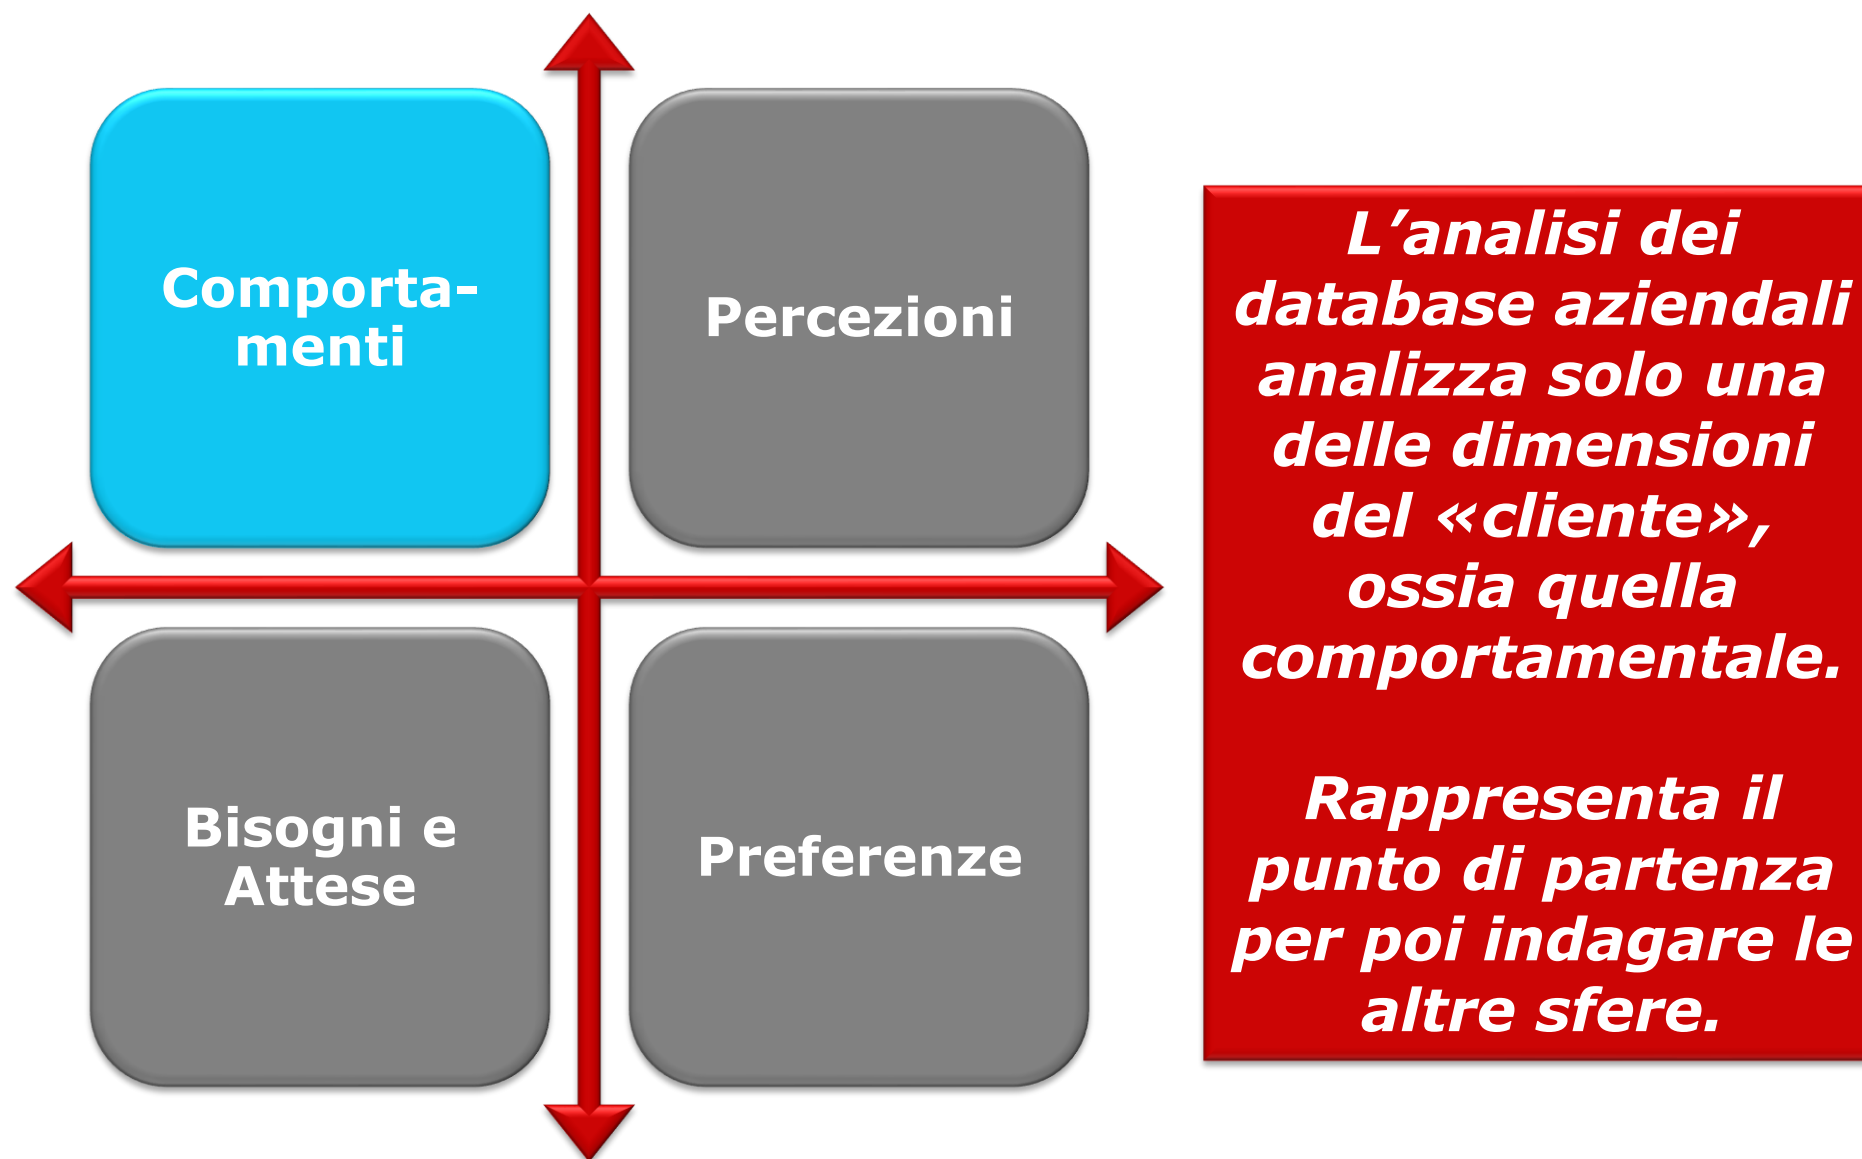 Comporta-
menti
Percezioni
Bisogni e
Attese
Preferenze
L’analisi dei
database aziendali
analizza solo una
delle dimensioni
del «cliente»,
ossia quella
comportamentale.
Rappresenta il
punto di partenza
per poi indagare le
altre sfere.